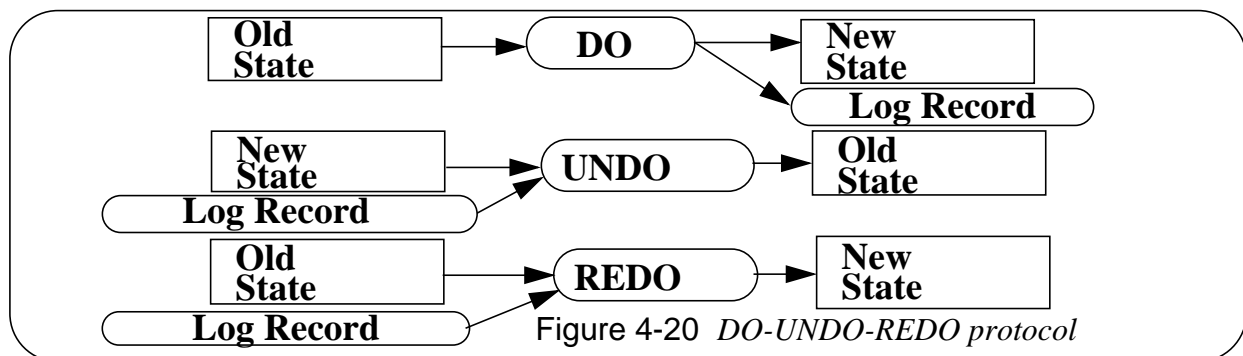 Old State
DO
New State
Log Record
New State
UNDO
Old State
Log Record
Old State
REDO
New State
Log Record
Figure 4-20 DO-UNDO-REDO protocol